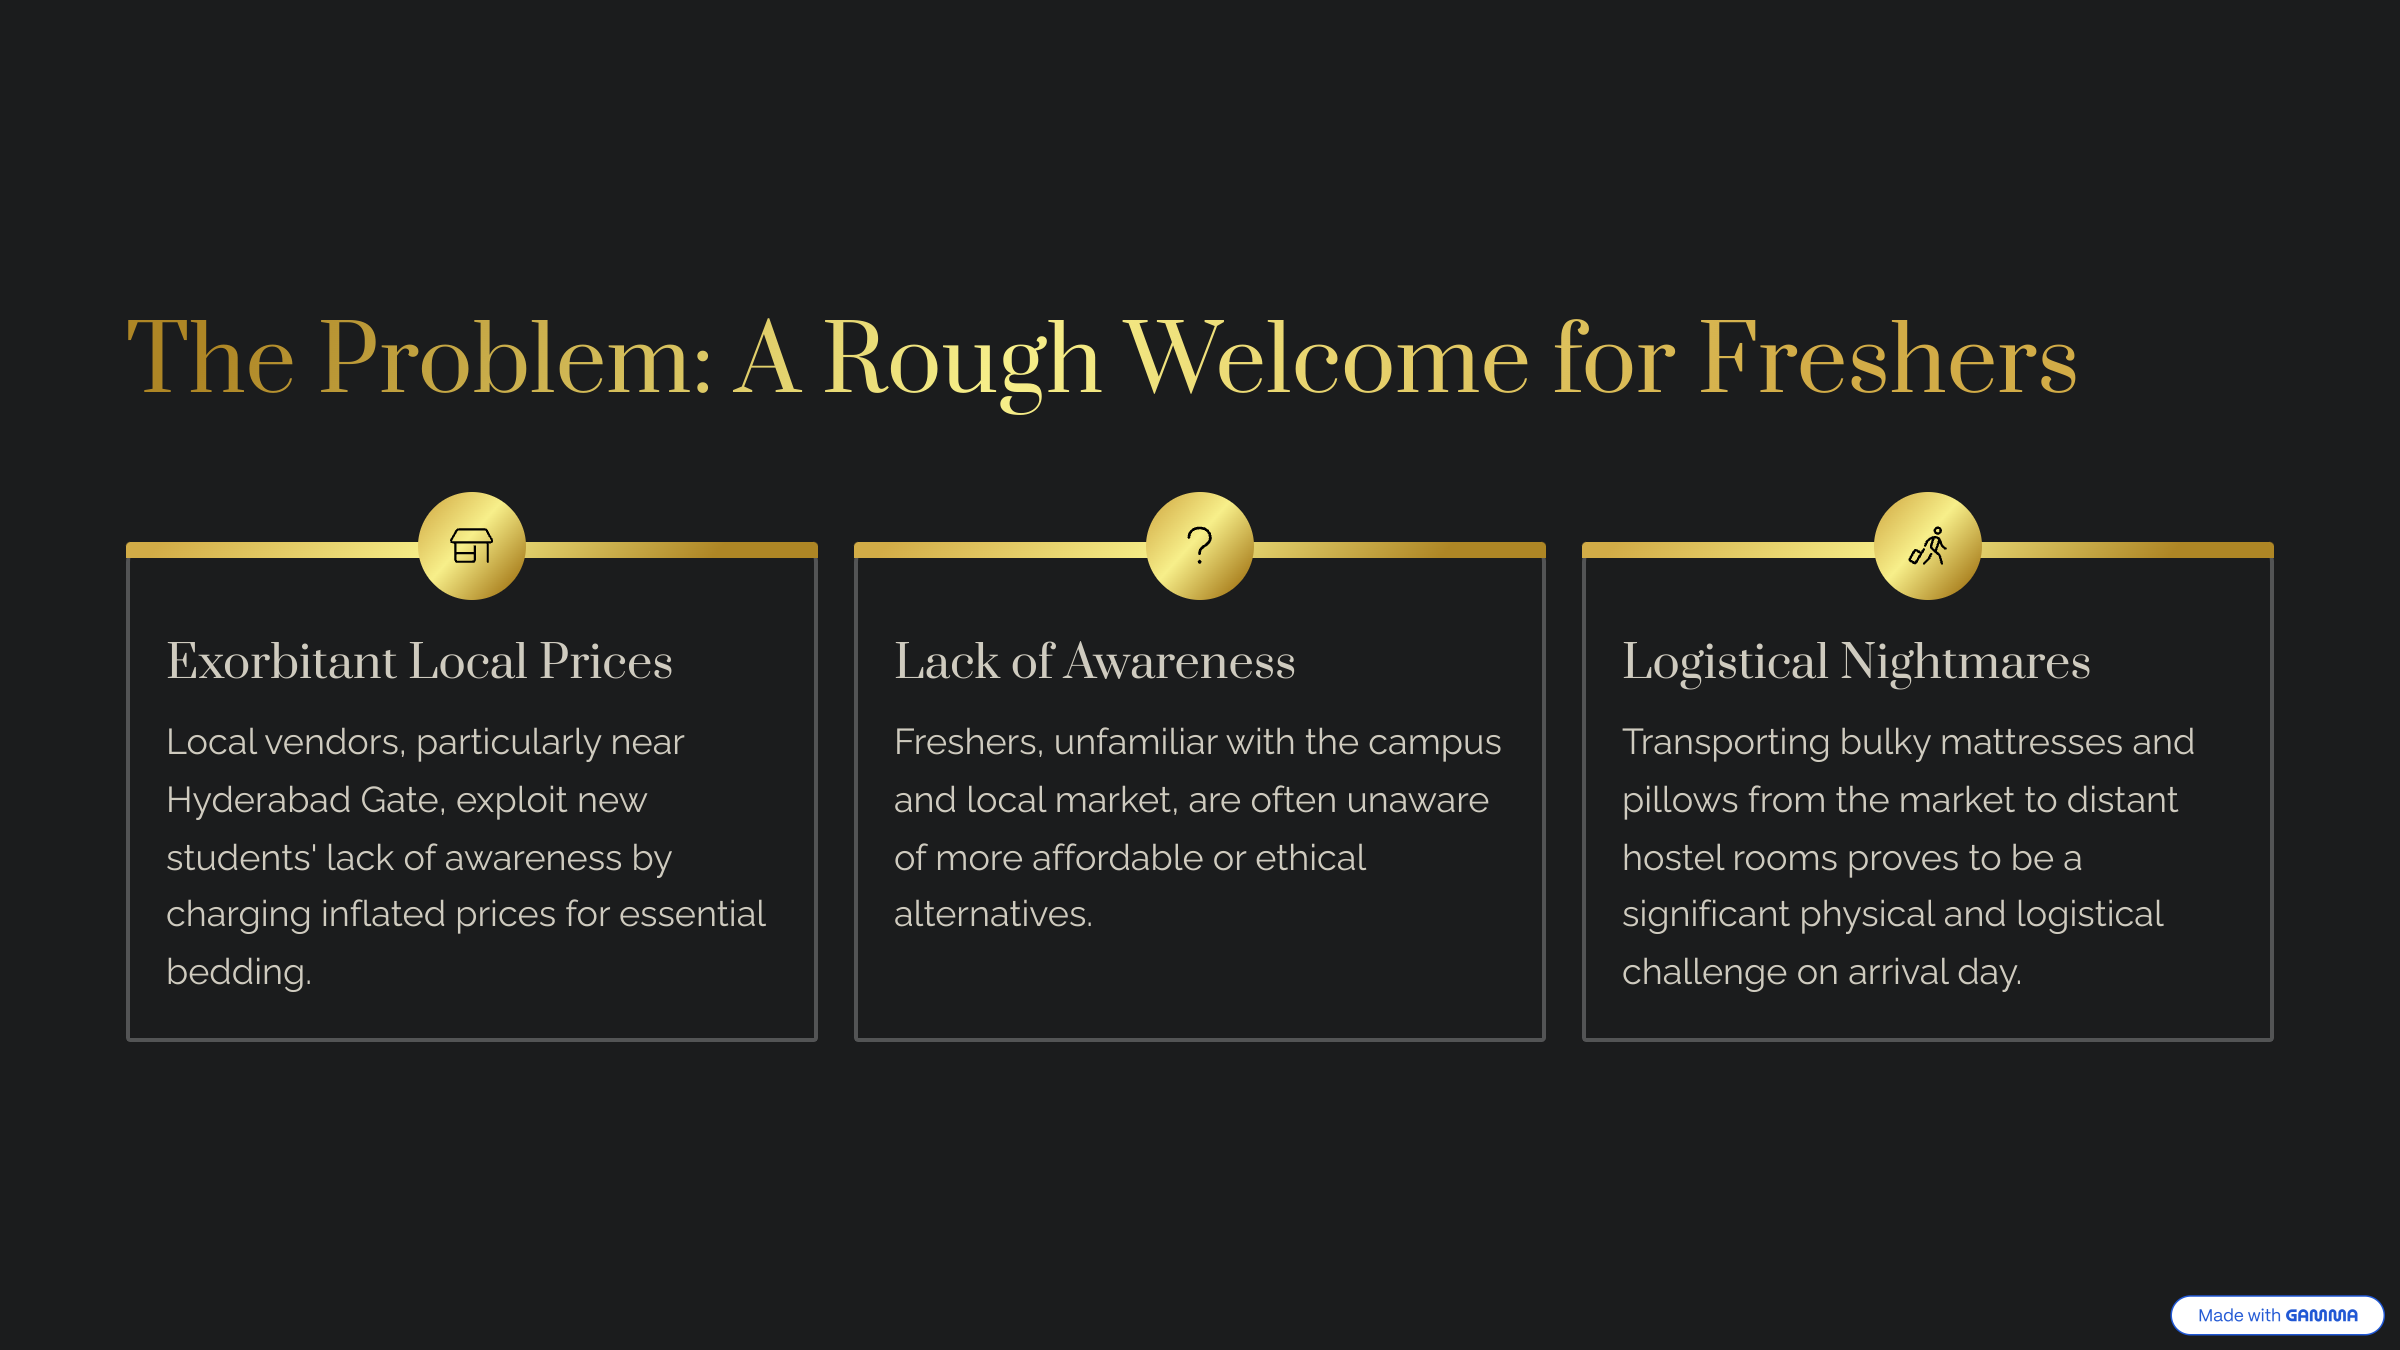 The Problem: A Rough Welcome for Freshers
Exorbitant Local Prices
Local vendors, particularly near
Hyderabad Gate, exploit new
students' lack of awareness by
charging inflated prices for essential
bedding.
Lack of Awareness
Freshers, unfamiliar with the campus
and local market, are often unaware
of more affordable or ethical
alternatives.
Logistical Nightmares
Transporting bulky mattresses and
pillows from the market to distant
hostel rooms proves to be a
significant physical and logistical
challenge on arrival day.
Made with GAMMA